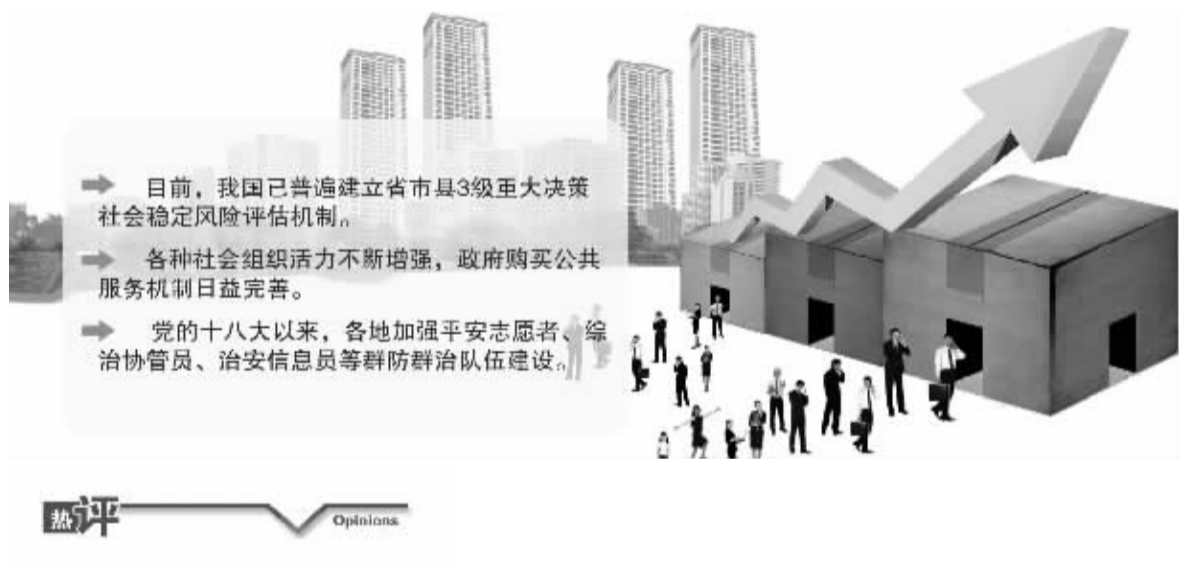 目前，我国已普遍建立省市县3级重大决策
社会稳定风险评估机制。
各种社会组织活力不断增强，政府购买公共
服务机制日益完善。
党的十八大以来，各地加强平安志愿者、综
治协管员、治安信息员等群防群治队伍建设。
热评
Opinions